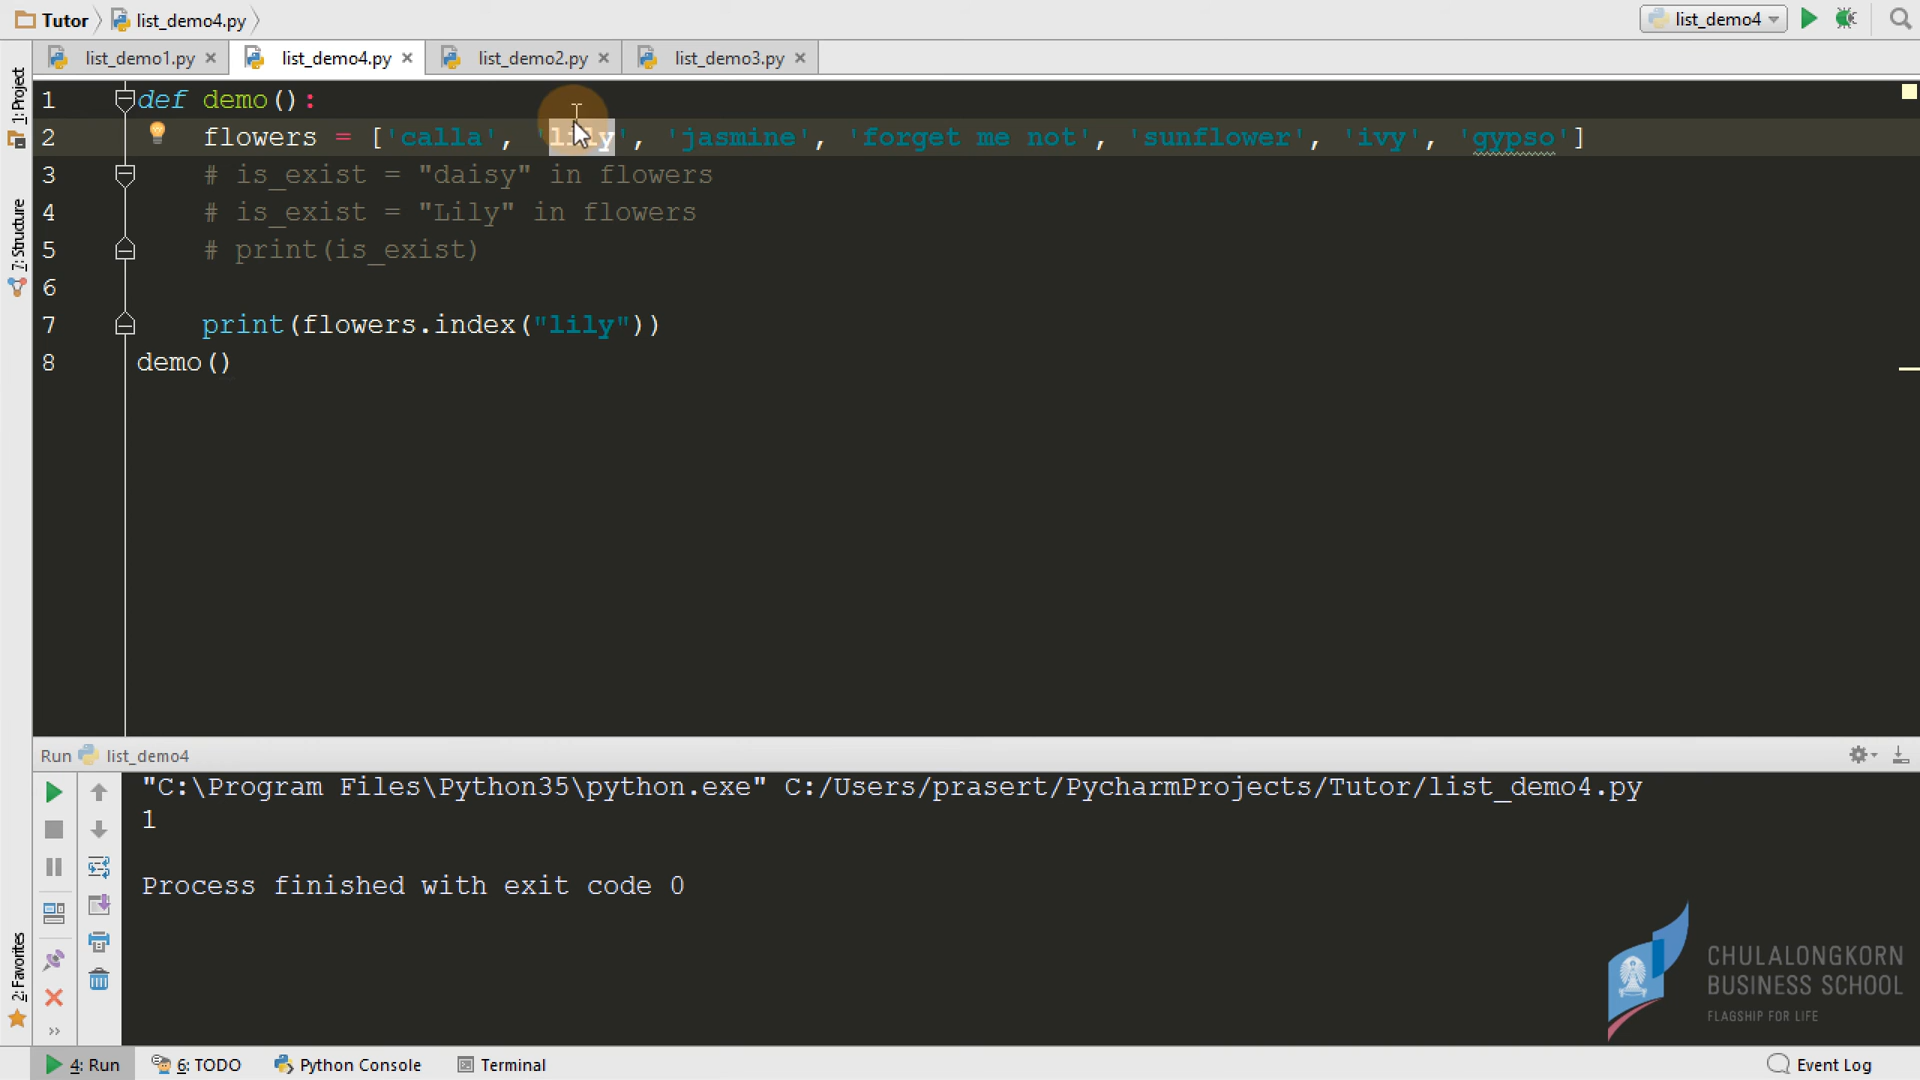 Tutor list_demo4.py list_demo4
list_demo1.py list_demo4.py list_demo2.py list_demo3.py
1: Project
7: Structure
2: Favorites
1 def demo():
2 flowers = ['calla', 'lily', 'jasmine', 'forget me not', 'sunflower', 'ivy', 'gypso']
3 # is_exist = "daisy" in flowers
4 # is_exist = "Lily" in flowers
5 # print(is_exist)
6
7 print(flowers.index("lily"))
8 demo()
Run list_demo4
"C:\Program Files\Python35\python.exe" C:/Users/prasert/PycharmProjects/Tutor/list_demo4.py
1
Process finished with exit code 0
CHULALONGKORN
BUSINESS SCHOOL
FLAGSHIP FOR LIFE
4: Run 6: TODO Python Console Terminal Event Log